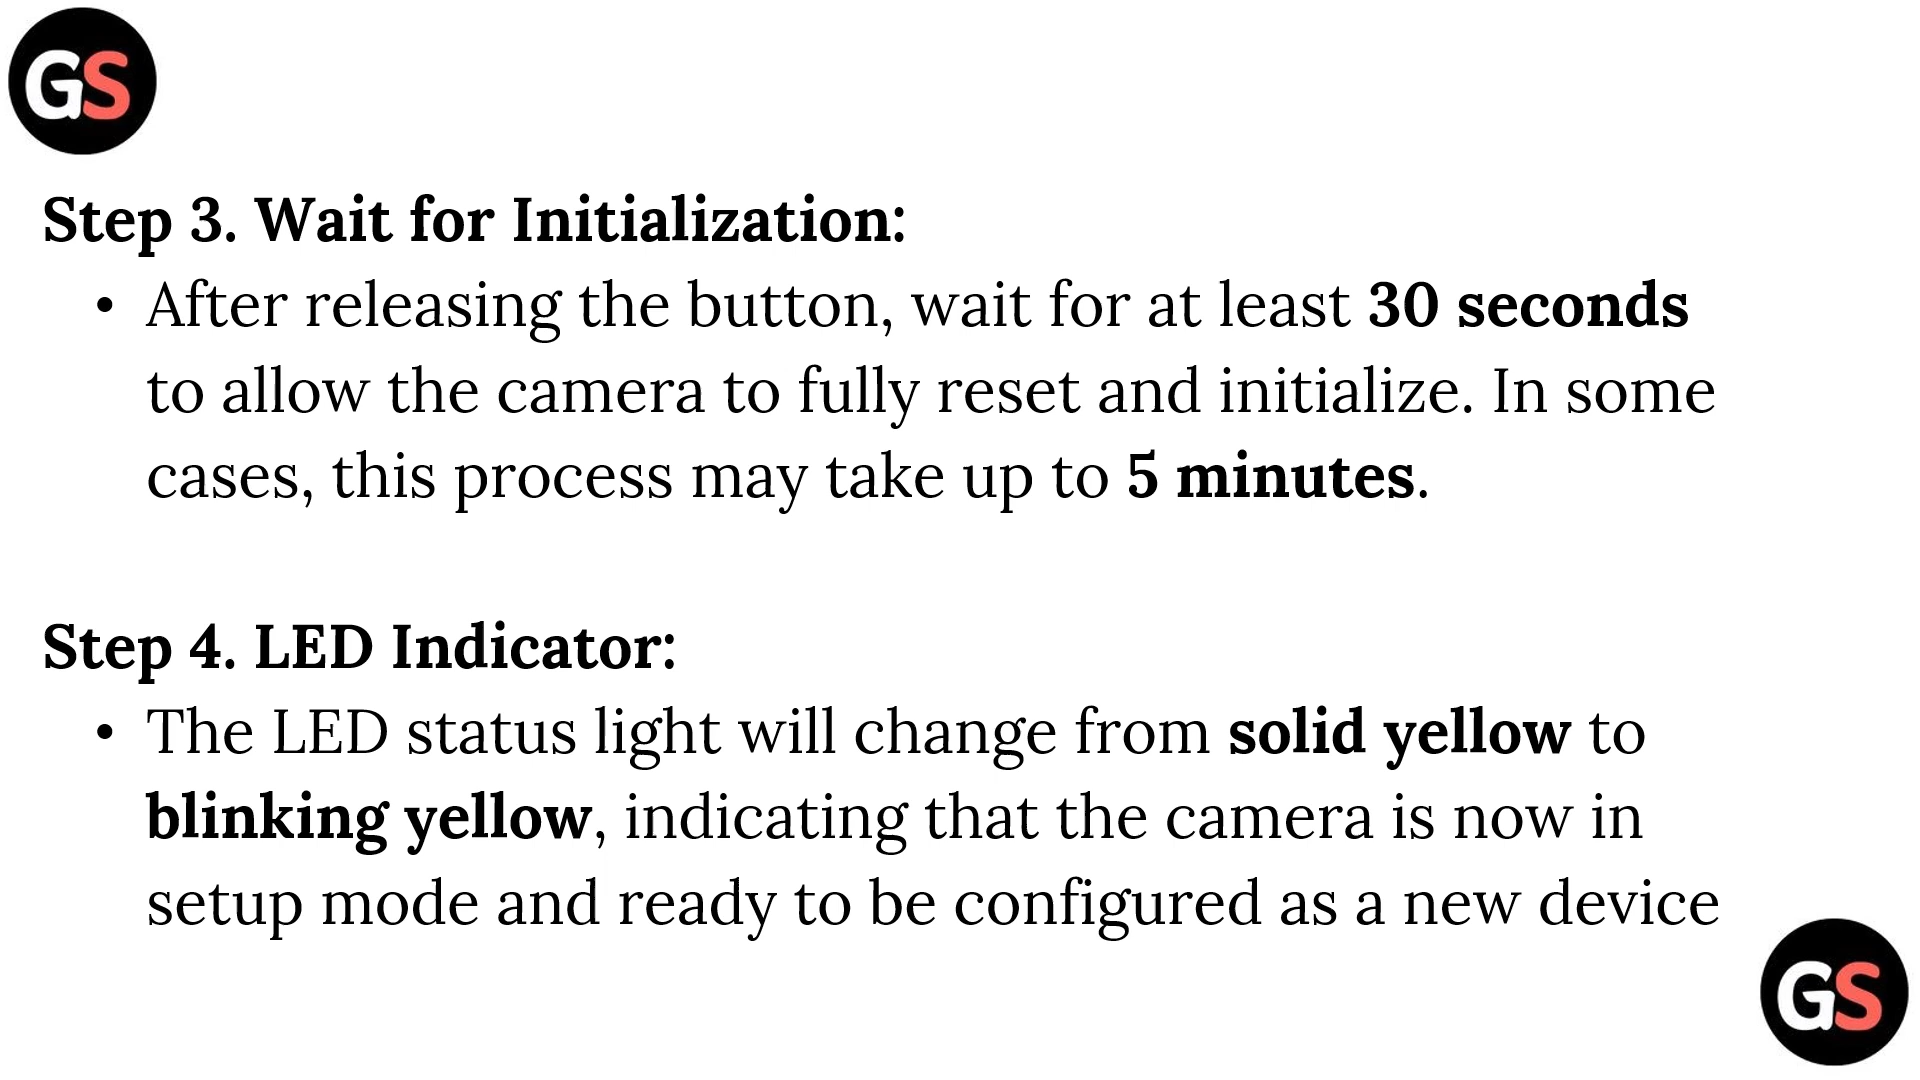 GS
Step 3. Wait for Initialization:
• After releasing the button, wait for at least 30 seconds
to allow the camera to fully reset and initialize. In some
cases, this process may take up to 5 minutes.
Step 4. LED Indicator:
• The LED status light will change from solid yellow to
blinking yellow, indicating that the camera is now in
setup mode and ready to be configured as a new device
GS